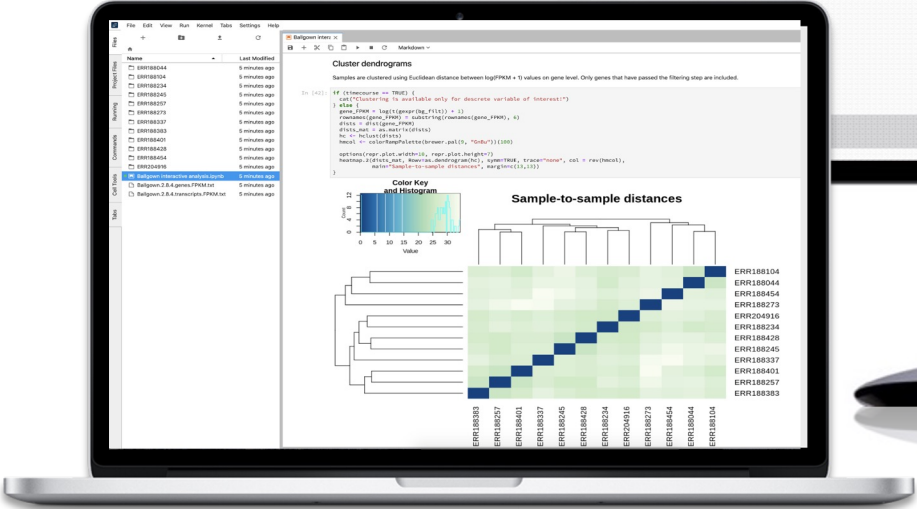 File Edit View Run Kernel Tabs Settings Help
Files
Project Files
Running
Commands
Cell Tools
Tabs
Name Last Modified
ERR188044 5 minutes ago
ERR188104 5 minutes ago
ERR188234 5 minutes ago
ERR188245 5 minutes ago
ERR188257 5 minutes ago
ERR188273 5 minutes ago
ERR188337 5 minutes ago
ERR188383 5 minutes ago
ERR188401 5 minutes ago
ERR188428 5 minutes ago
ERR188454 5 minutes ago
ERR204916 5 minutes ago
Ballgown interactive analysis.ipynb 5 minutes ago
Ballgown.2.8.4.genes.FPKM.txt 5 minutes ago
Ballgown.2.8.4.transcripts.FPKM.txt 5 minutes ago
Ballgown interac
Markdown
Cluster dendrograms
Samples are clustered using Euclidean distance between log(FPKM + 1) values on gene level. Only genes that have passed the filtering step are included.
In [42]: if (timecourse == TRUE) {
cat("Clustering is available only for descrete variable of interest!")
} else {
gene_FPKM = log(t(gexpr(bg_filt)) + 1)
rownames(gene_FPKM) = substring(rownames(gene_FPKM), 6)
dists = dist(gene_FPKM)
dists_mat = as.matrix(dists)
hc <- hclust(dists)
hmcol <- colorRampPalette(brewer.pal(9, "GnBu"))(100)
options(repr.plot.width=10, repr.plot.height=7)
heatmap.2(dists_mat, Rowv=as.dendrogram(hc), symm=TRUE, trace="none", col = rev(hmcol),
main="Sample-to-sample distances", margin=c(13,13))
}
Color Key
and Histogram
Count
0 4 8 12
0 5 10 15 20 25 30
Value
Sample-to-sample distances
ERR188104
ERR188044
ERR188454
ERR188273
ERR204916
ERR188234
ERR188428
ERR188245
ERR188337
ERR188401
ERR188257
ERR188383
ERR188383
ERR188257
ERR188401
ERR188337
ERR188245
ERR188428
ERR188234
ERR204916
ERR188273
ERR188454
ERR188044
ERR188104